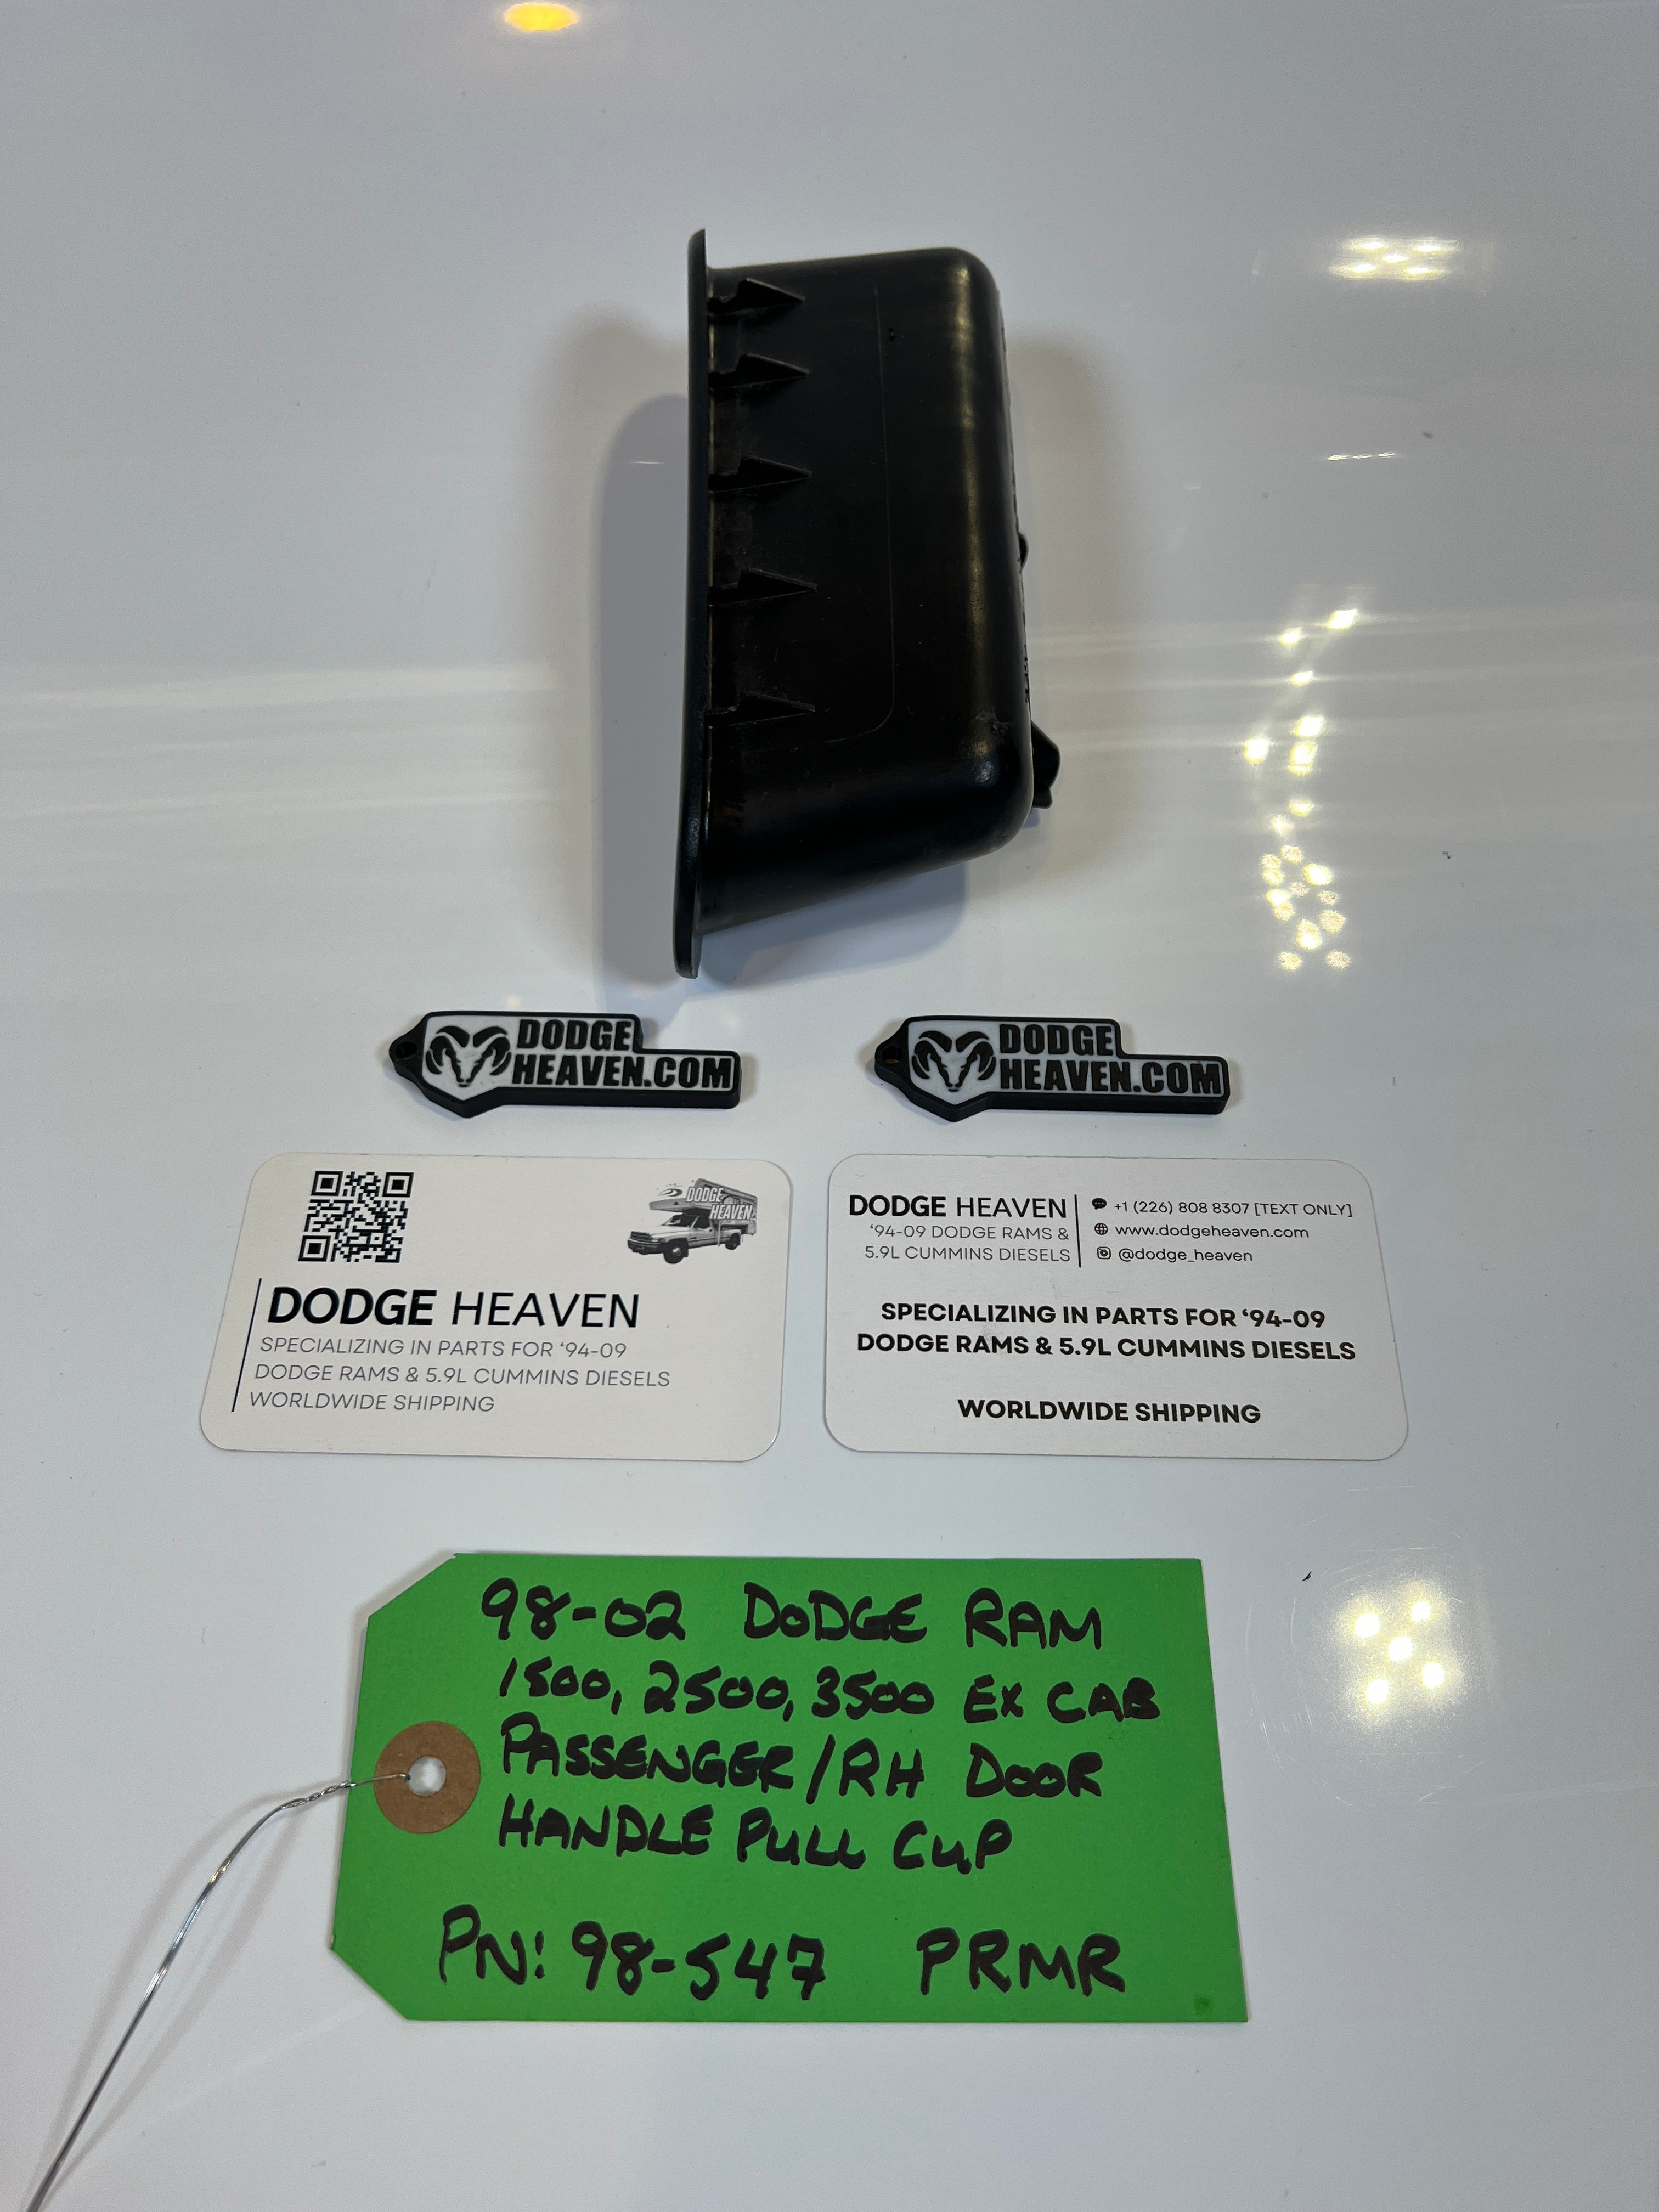 DODGE
HEAVEN.COM
DODGE
HEAVEN.COM
DODGE
HEAVEN
DODGE HEAVEN
SPECIALIZING IN PARTS FOR ‘94-09
DODGE RAMS & 5.9L CUMMINS DIESELS
WORLDWIDE SHIPPING
DODGE HEAVEN
‘94-09 DODGE RAMS &
5.9L CUMMINS DIESELS
+1 (226) 808 8307 [TEXT ONLY]
www.dodgeheaven.com
@dodge_heaven
SPECIALIZING IN PARTS FOR ‘94-09
DODGE RAMS & 5.9L CUMMINS DIESELS
WORLDWIDE SHIPPING
98-02 DODGE RAM
1500, 2500, 3500 EX CAB
PASSENGER/RH DOOR
HANDLE PULL CUP
PN: 98-547 PRMR